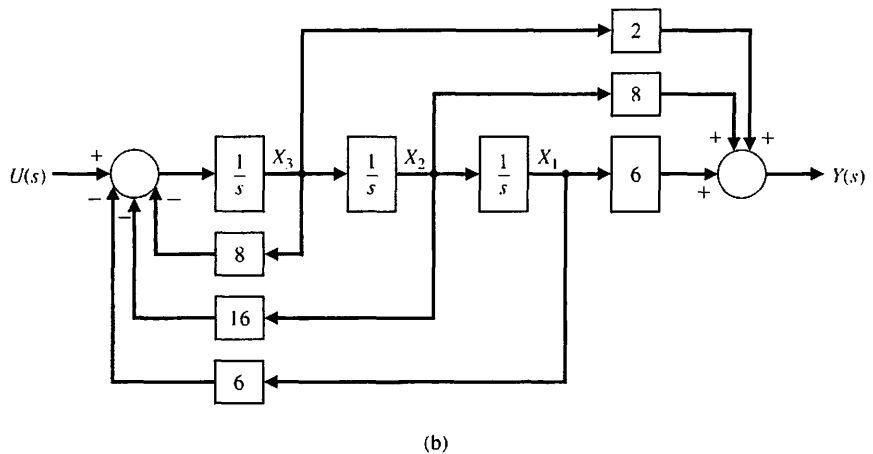 2
8
+ +
U(s) + 1/s X₃ 1/s X₂ 1/s X₁ 6 + Y(s)
− − −
8
16
6
(b)